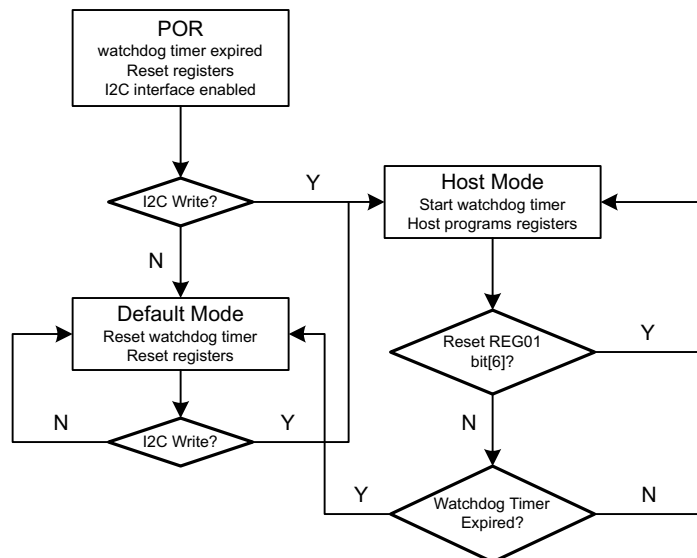 POR
watchdog timer expired
Reset registers
I2C interface enabled
I2C Write?
Y
N
Host Mode
Start watchdog timer
Host programs registers
Default Mode
Reset watchdog timer
Reset registers
Reset REG01
bit[6]?
Y
N
I2C Write?
N
Y
Watchdog Timer
Expired?
Y
N